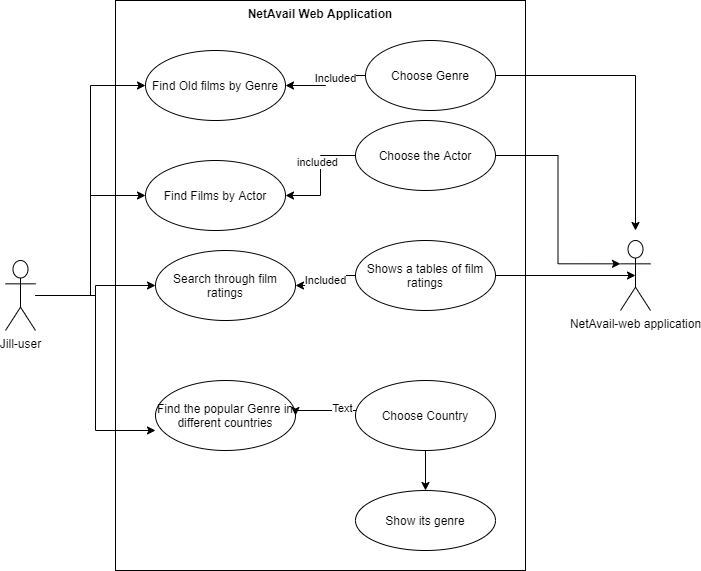 NetAvail Web Application
Find Old films by Genre
Included
Choose Genre
Find Films by Actor
included
Choose the Actor
Search through film
ratings
Included
Shows a tables of film
ratings
Jill-user
NetAvail-web application
Find the popular Genre in
different countries
Text
Choose Country
Show its genre